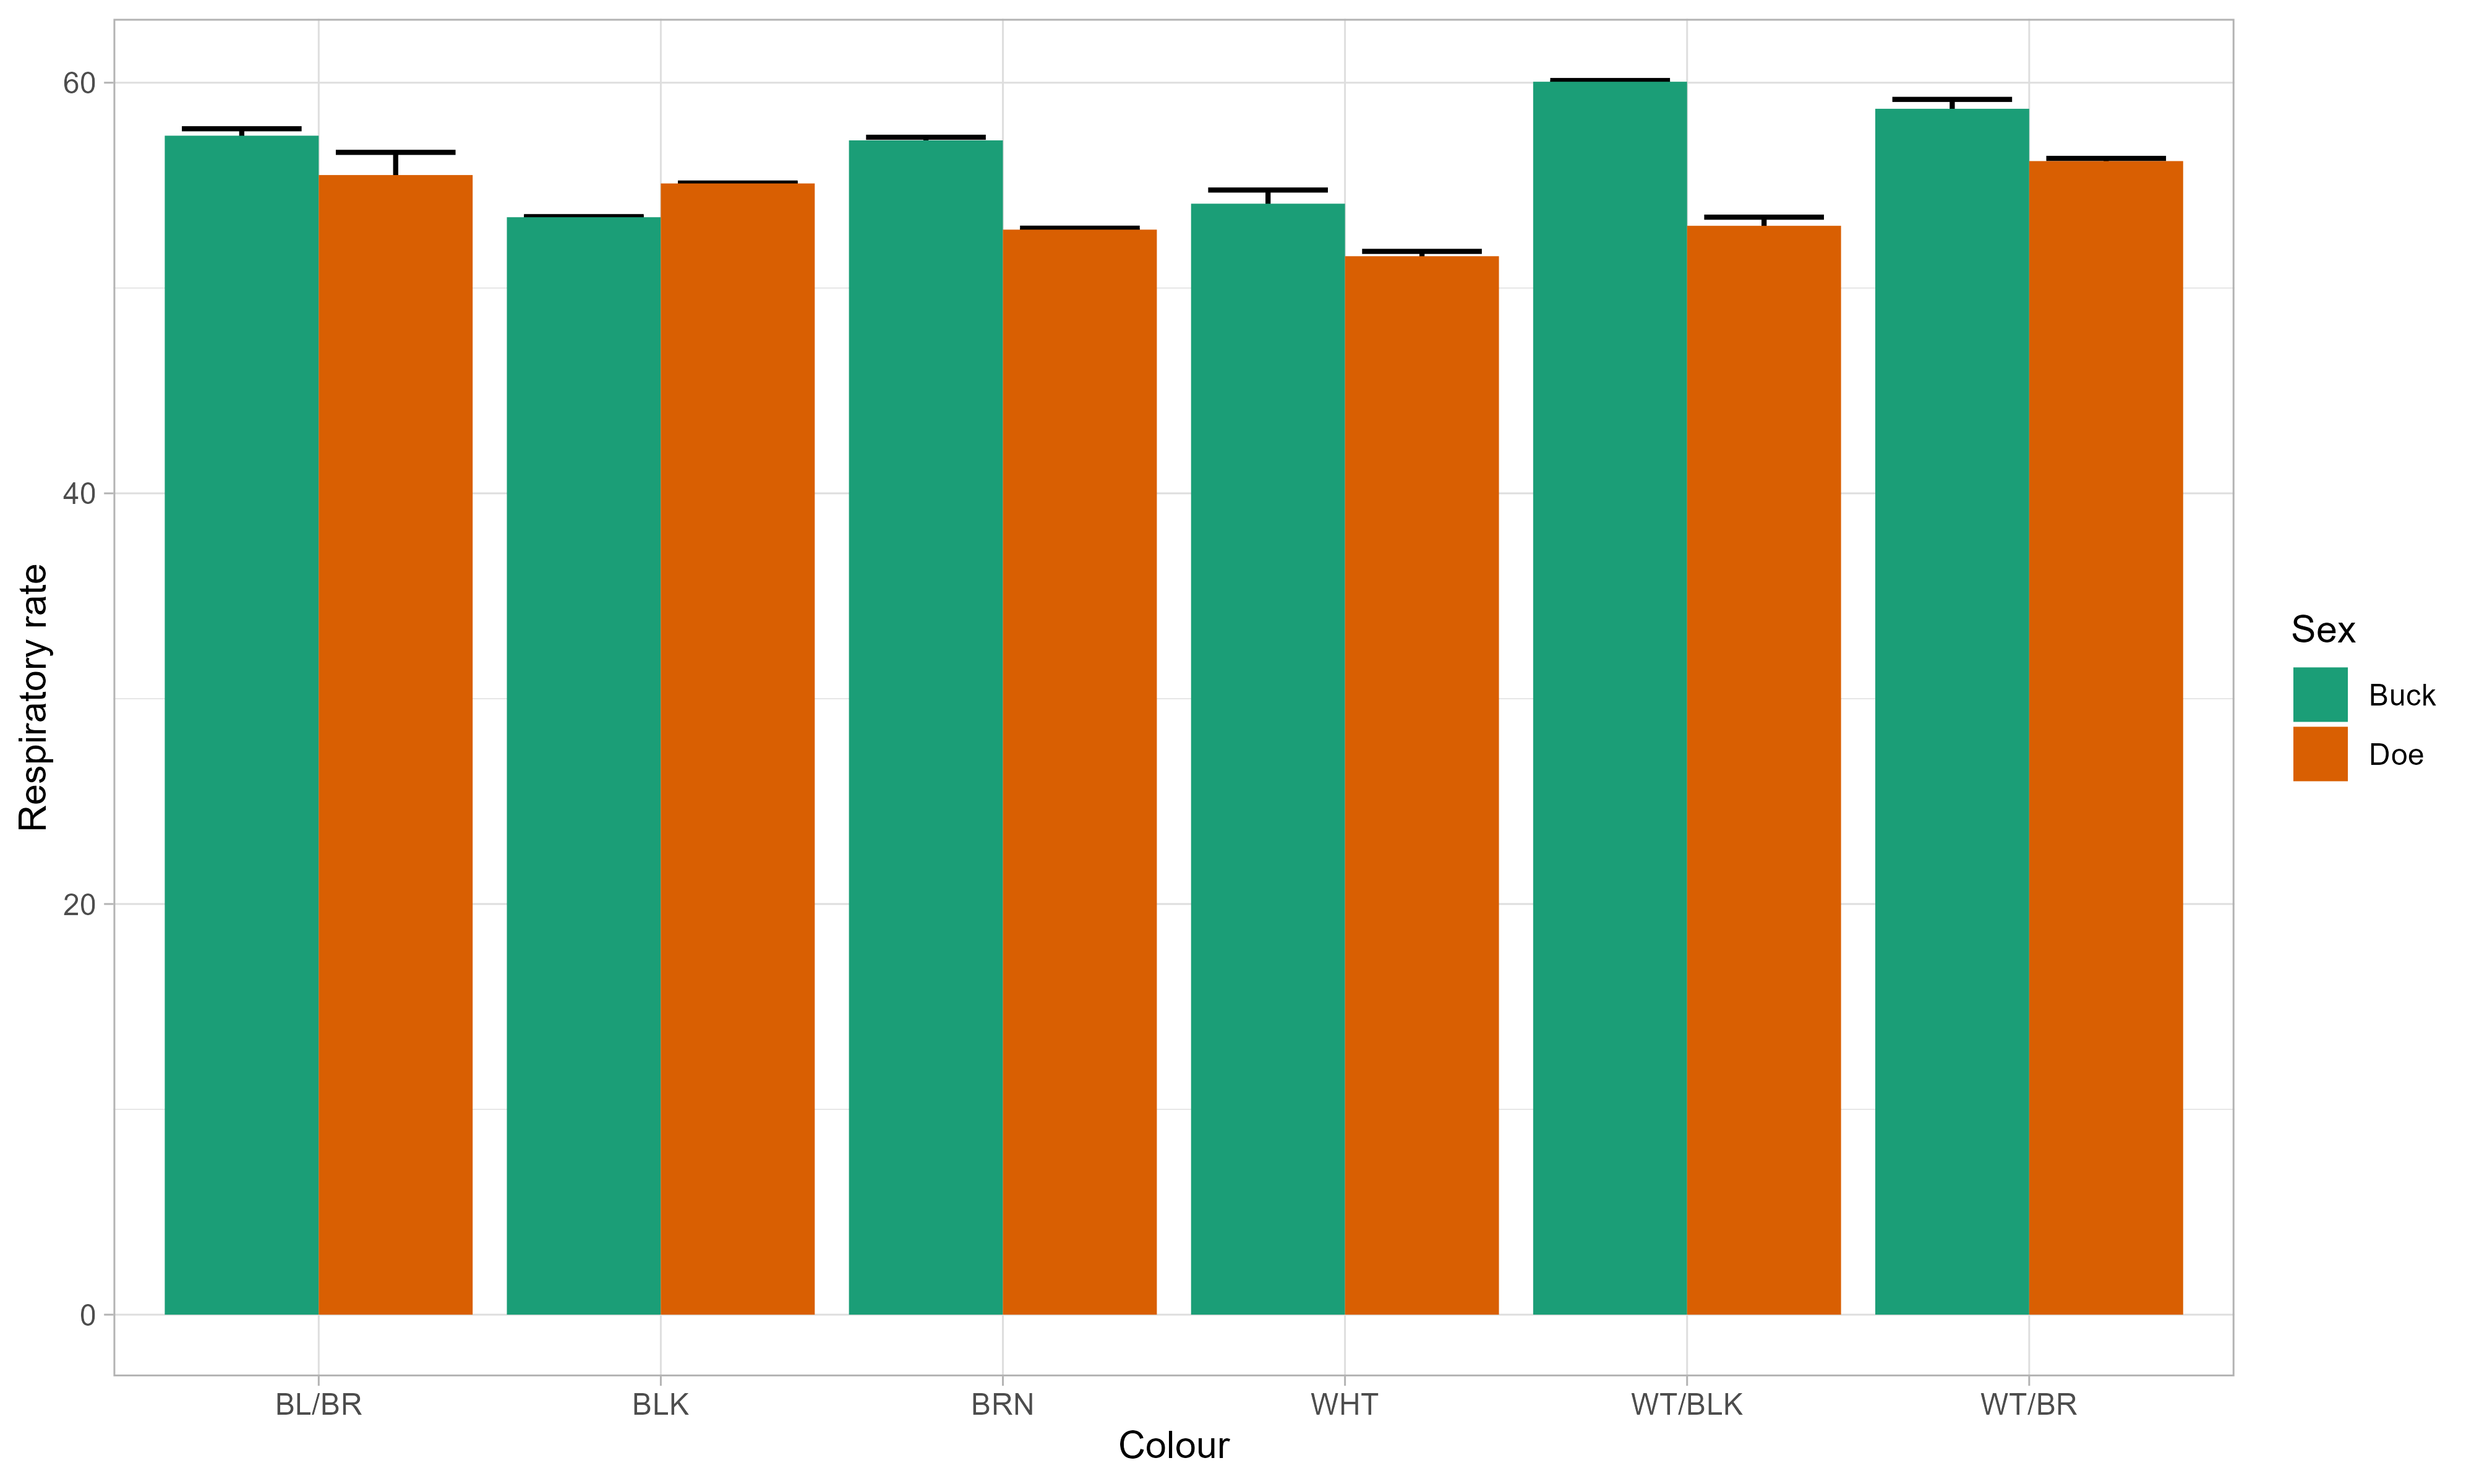 60
40
20
0
Respiratory rate
BL/BR BLK BRN WHT WT/BLK WT/BR
Colour
Sex
Buck
Doe